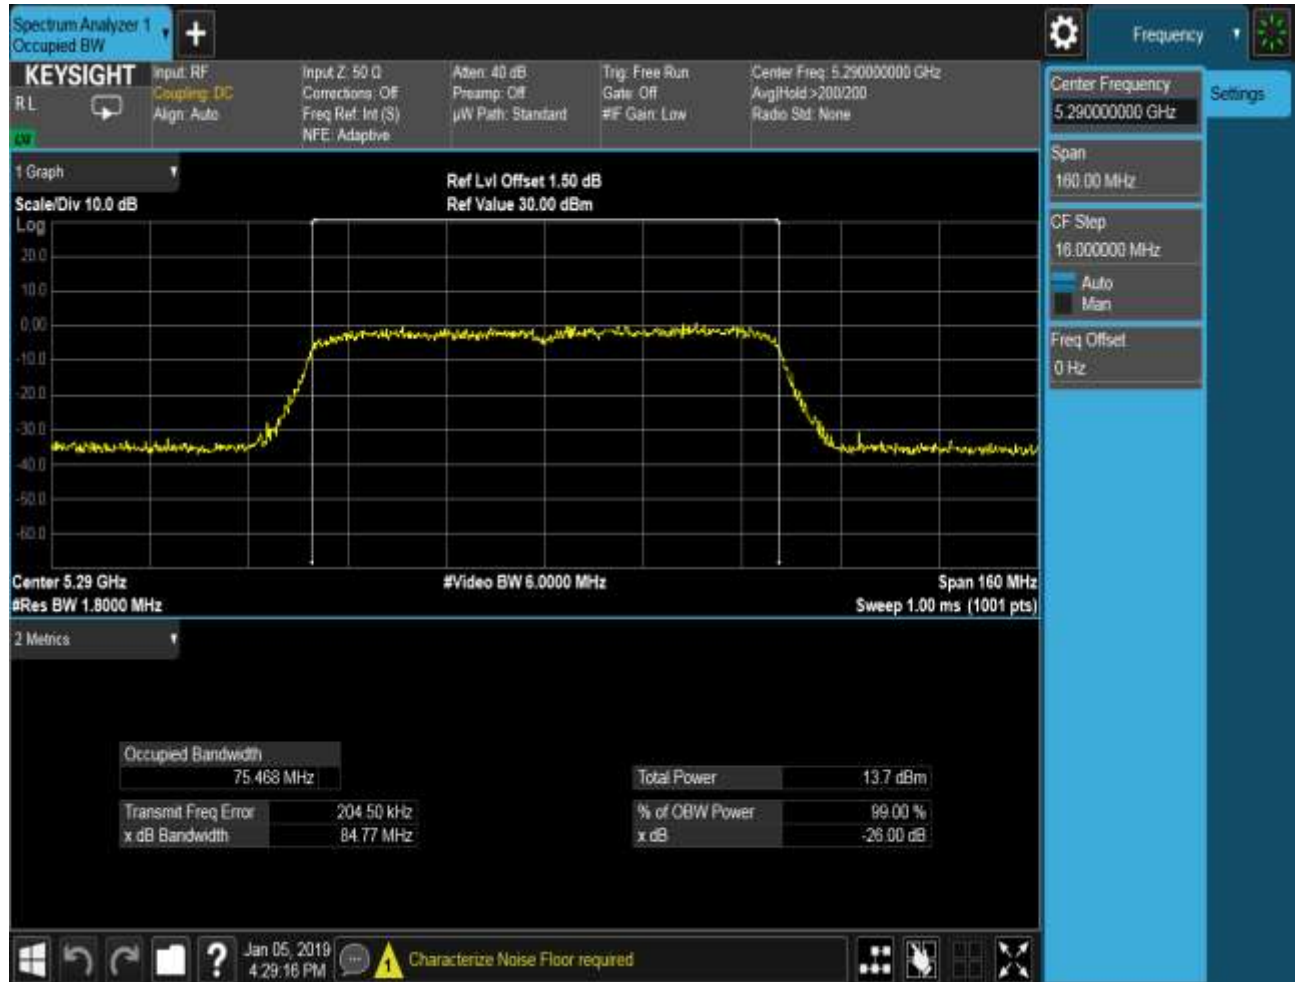 Spectrum Analyzer 1
Occupied BW
Frequency
KEYSIGHT
RL
Input: RF
Coupling: DC
Align: Auto
Input Z: 50 Ω
Corrections: Off
Freq Ref: Int (S)
NFE: Adaptive
Atten: 40 dB
Preamp: Off
µW Path: Standard
Trig: Free Run
Gate: Off
#IF Gain: Low
Center Freq: 5.290000000 GHz
Avg|Hold:>200/200
Radio Std: None
Center Frequency
5.290000000 GHz
Settings
Span
160.00 MHz
CF Step
16.000000 MHz
Auto
Man
Freq Offset
0 Hz
1 Graph
Scale/Div 10.0 dB
Ref Lvl Offset 1.50 dB
Ref Value 30.00 dBm
Log
20.0
10.0
0.00
-10.0
-20.0
-30.0
-40.0
-50.0
-60.0
Center 5.29 GHz
#Video BW 6.0000 MHz
Span 160 MHz
#Res BW 1.8000 MHz
Sweep 1.00 ms (1001 pts)
2 Metrics
Occupied Bandwidth
75.468 MHz
Total Power 13.7 dBm
Transmit Freq Error 204.50 kHz
% of OBW Power 99.00 %
x dB Bandwidth 84.77 MHz
x dB -26.00 dB
Jan 05, 2019
4:29:16 PM
1
Characterize Noise Floor required